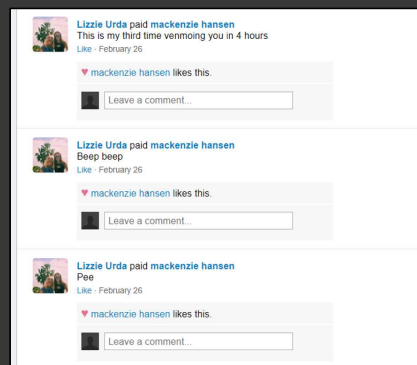 Lizzie Urda paid mackenzie hansen
This is my third time venmoing you in 4 hours
Like · February 26
♥ mackenzie hansen likes this.
Leave a comment...
Lizzie Urda paid mackenzie hansen
Beep beep
Like · February 26
♥ mackenzie hansen likes this.
Leave a comment...
Lizzie Urda paid mackenzie hansen
Pee
Like · February 26
♥ mackenzie hansen likes this.
Leave a comment...